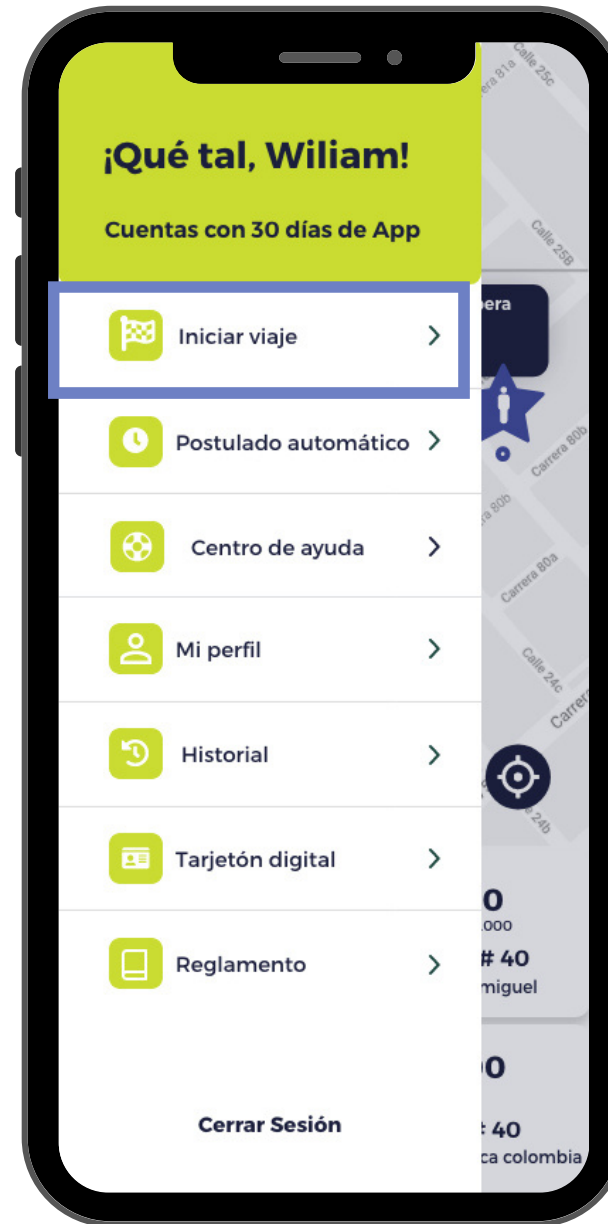 ¡Qué tal, Wiliam!
Cuentas con 30 días de App
Iniciar viaje
Postulado automático
Centro de ayuda
Mi perfil
Historial
Tarjetón digital
Reglamento
Cerrar Sesión
Calle 25c
Calle 25B
Carrera 80b
Carrera 80a
Calle 24c
# 40
miguel
40
colombia